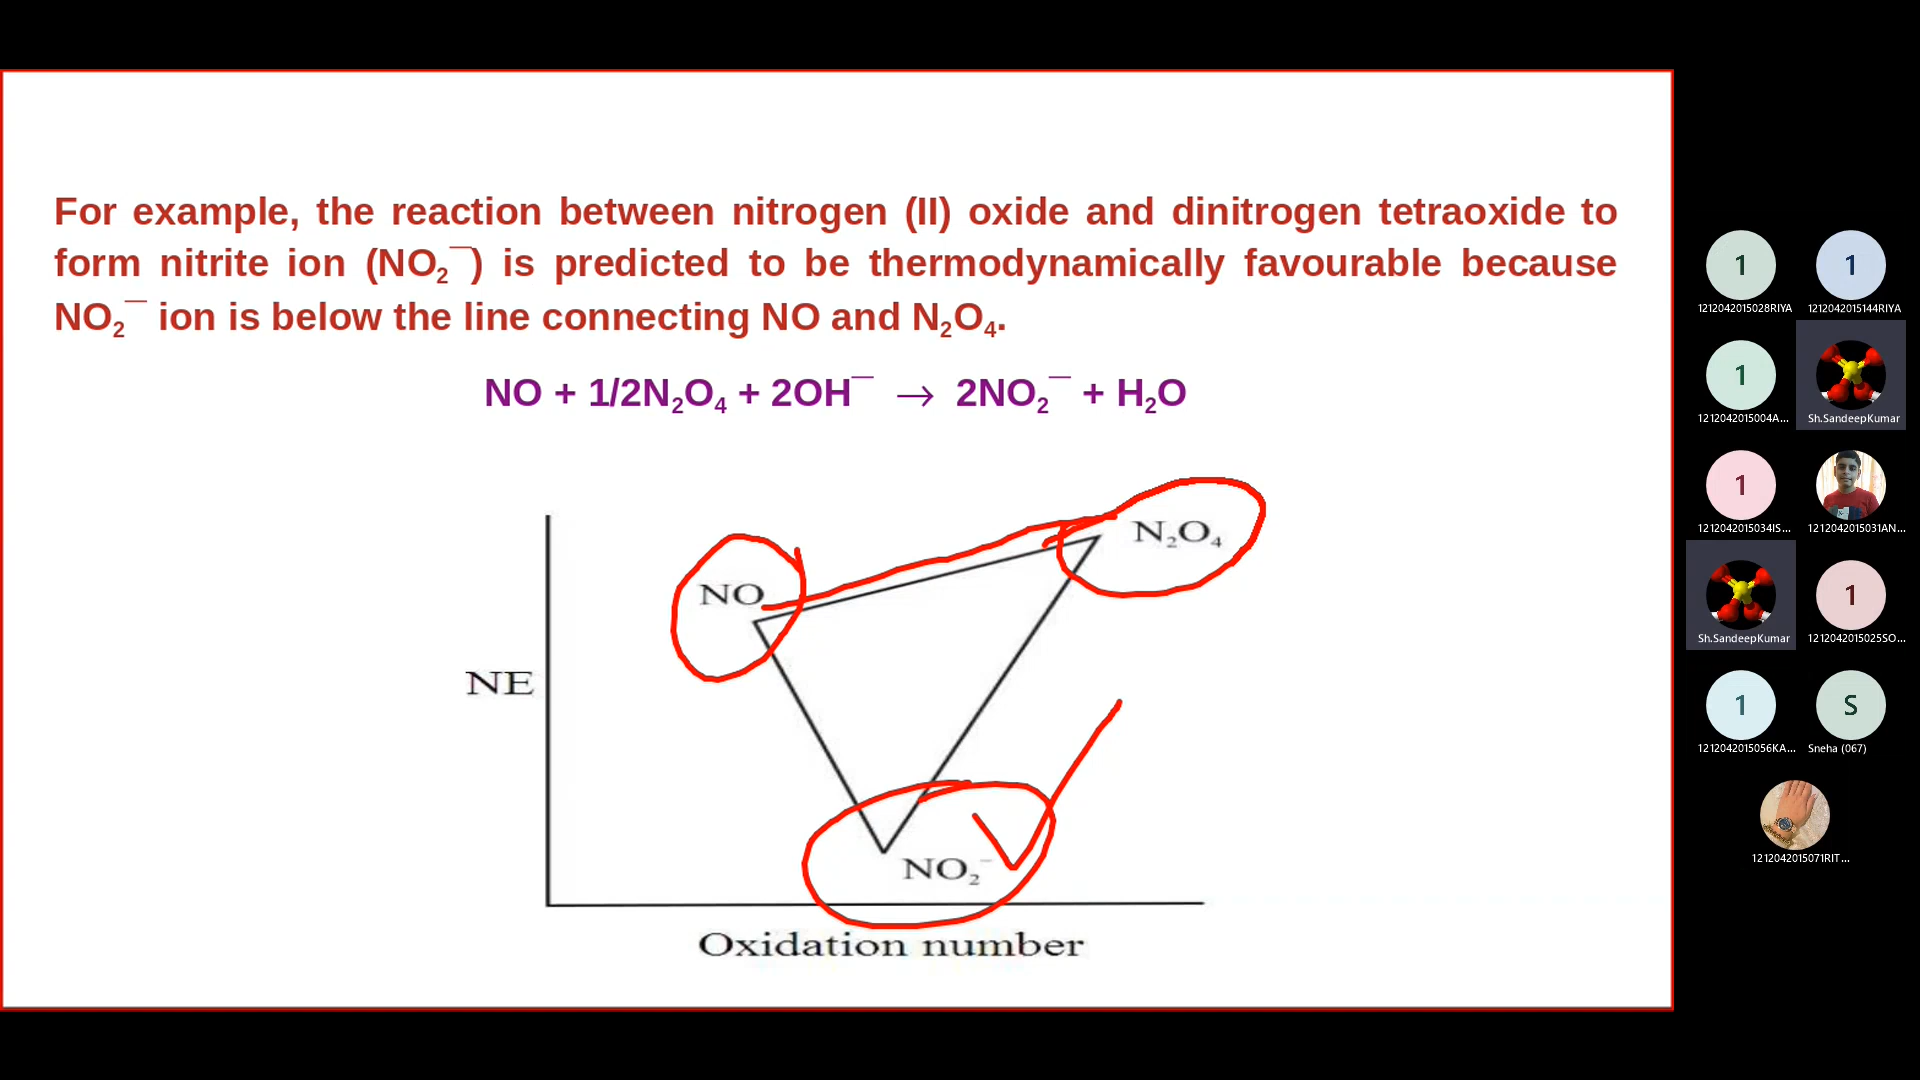 For example, the reaction between nitrogen (II) oxide and dinitrogen tetraoxide to
form nitrite ion (NO₂⁻) is predicted to be thermodynamically favourable because
NO₂⁻ ion is below the line connecting NO and N₂O₄.
NO + 1/2N₂O₄ + 2OH⁻ → 2NO₂⁻ + H₂O
N₂O₄
NO
NE
NO₂⁻
Oxidation number
1
1212042015028RIYA
1
1212042015144RIYA
1
1212042015004A...
Sh.SandeepKumar
1
1212042015034IS...
1212042015031AN...
Sh.SandeepKumar
1
1212042015025SO...
1
1212042015056KA...
S
Sneha (067)
1212042015071RIT...